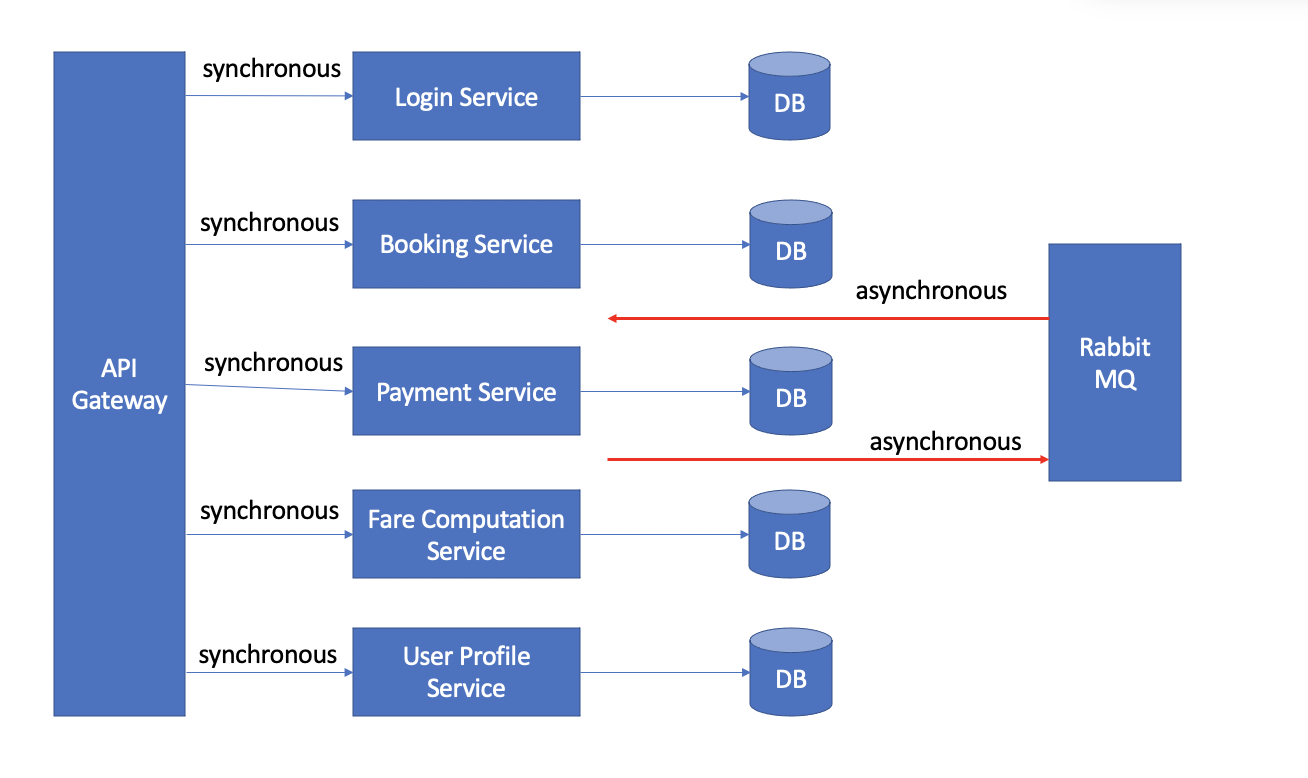 synchronous
Login Service
DB
synchronous
Booking Service
DB
asynchronous
API
Gateway
synchronous
Payment Service
DB
Rabbit
MQ
asynchronous
synchronous
Fare Computation
Service
DB
synchronous
User Profile
Service
DB